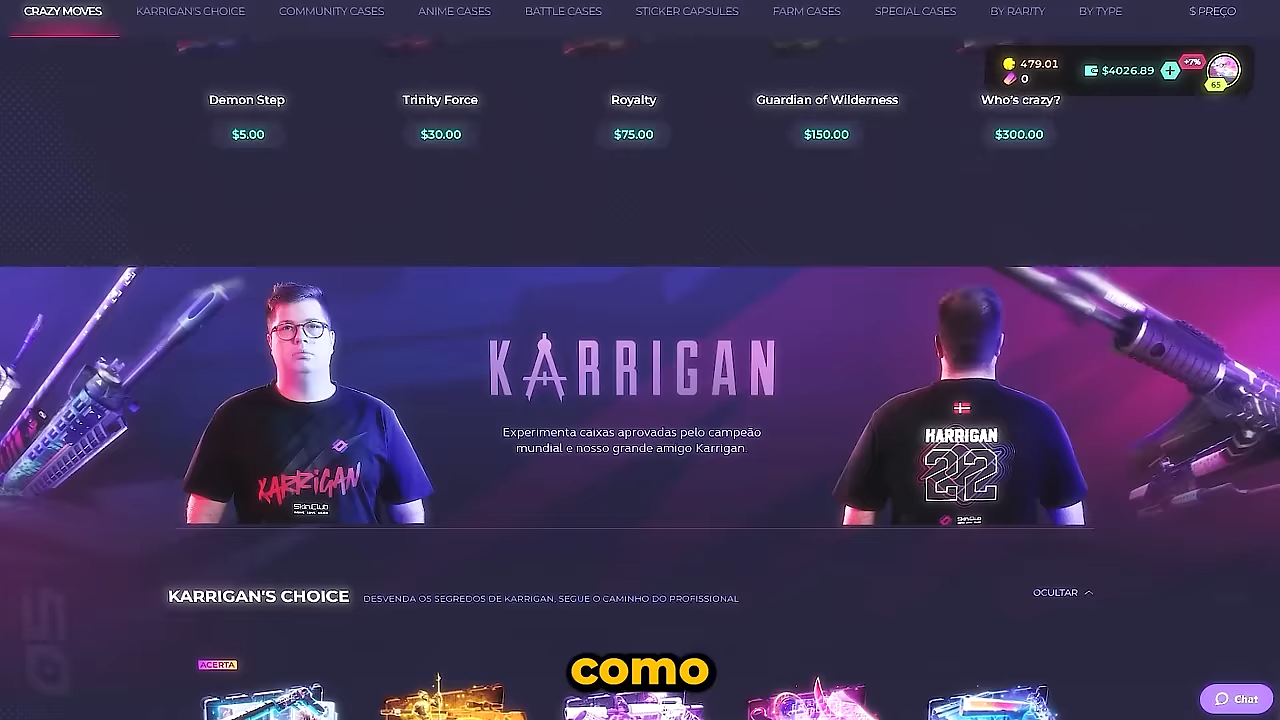 CRAZY MOVES KARRIGAN'S CHOICE COMMUNITY CASES ANIME CASES BATTLE CASES STICKER CAPSULES FARM CASES SPECIAL CASES BY RARITY BY TYPE $ PREÇO
479.01 $4026.89 +7%
0 65
Demon Step Trinity Force Royalty Guardian of Wilderness Who's crazy?
$5.00 $30.00 $75.00 $150.00 $300.00
KARRIGAN
Experimenta caixas aprovadas pelo campeão
mundial e nosso grande amigo Karrigan.
KARRIGAN
Skin.Club
HARRIGAN
22
Skin.Club
KARRIGAN'S CHOICE DESVENDA OS SEGREDOS DE KARRIGAN, SEGUE O CAMINHO DO PROFISSIONAL OCULTAR
ACERTA
como
Chat